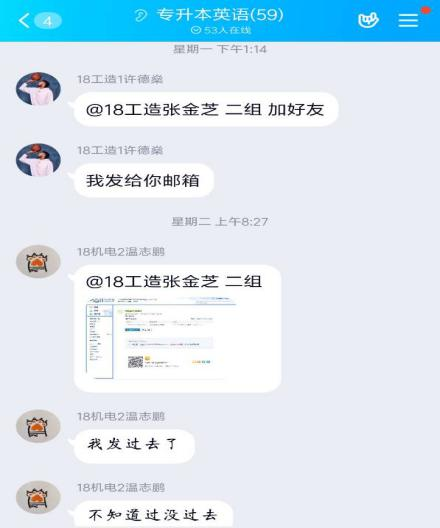 4
专升本英语(59)
53人在线
星期一 下午1:14
18工造1许德燊
@18工造张金芝 二组 加好友
18工造1许德燊
我发给你邮箱
星期二 上午8:27
18机电2温志鹏
@18工造张金芝 二组
18机电2温志鹏
我发过去了
18机电2温志鹏
不知道过没过去